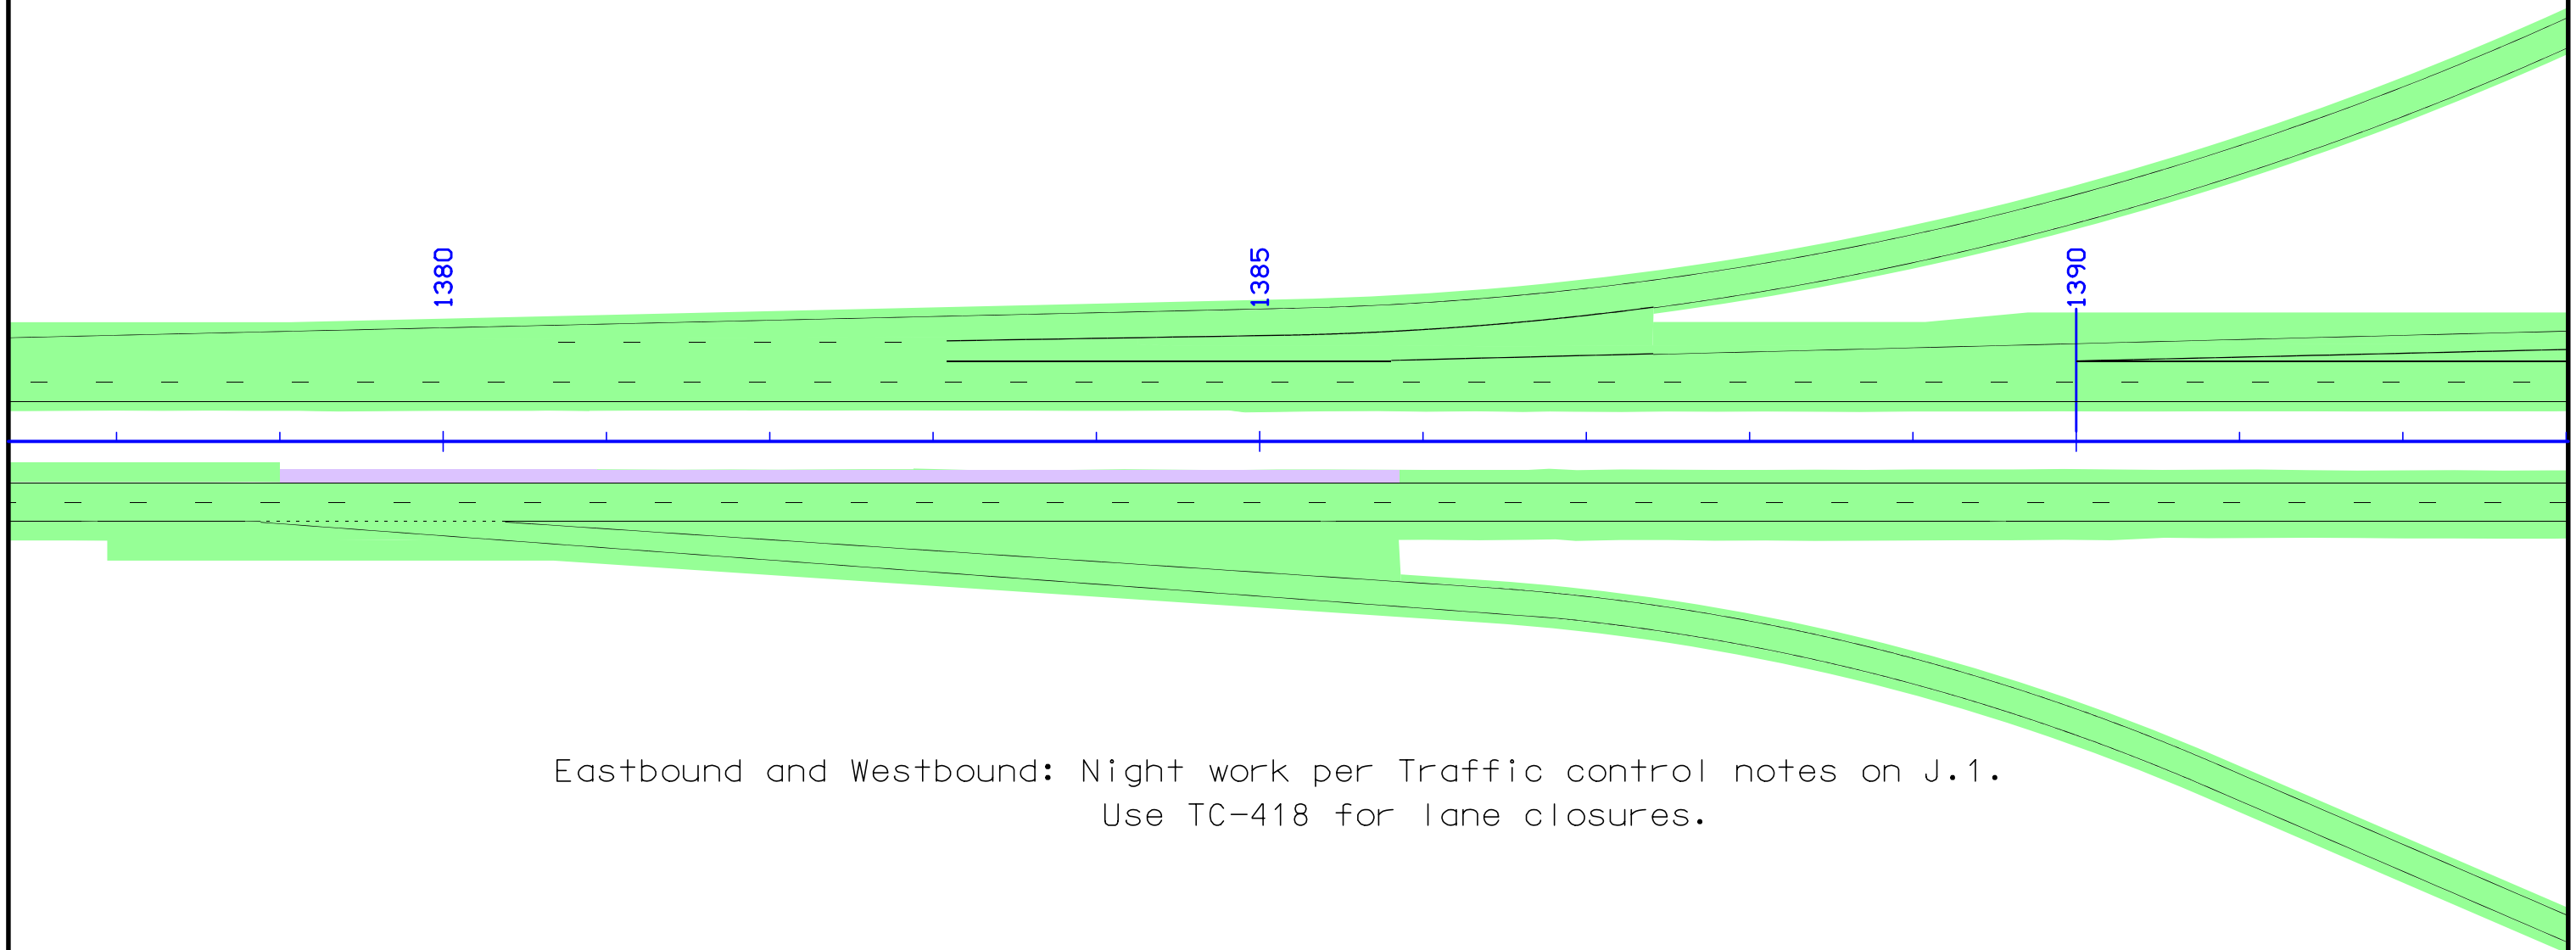 1380
1385
1390
Eastbound and Westbound: Night work per Traffic control notes on J.1.
Use TC-418 for lane closures.